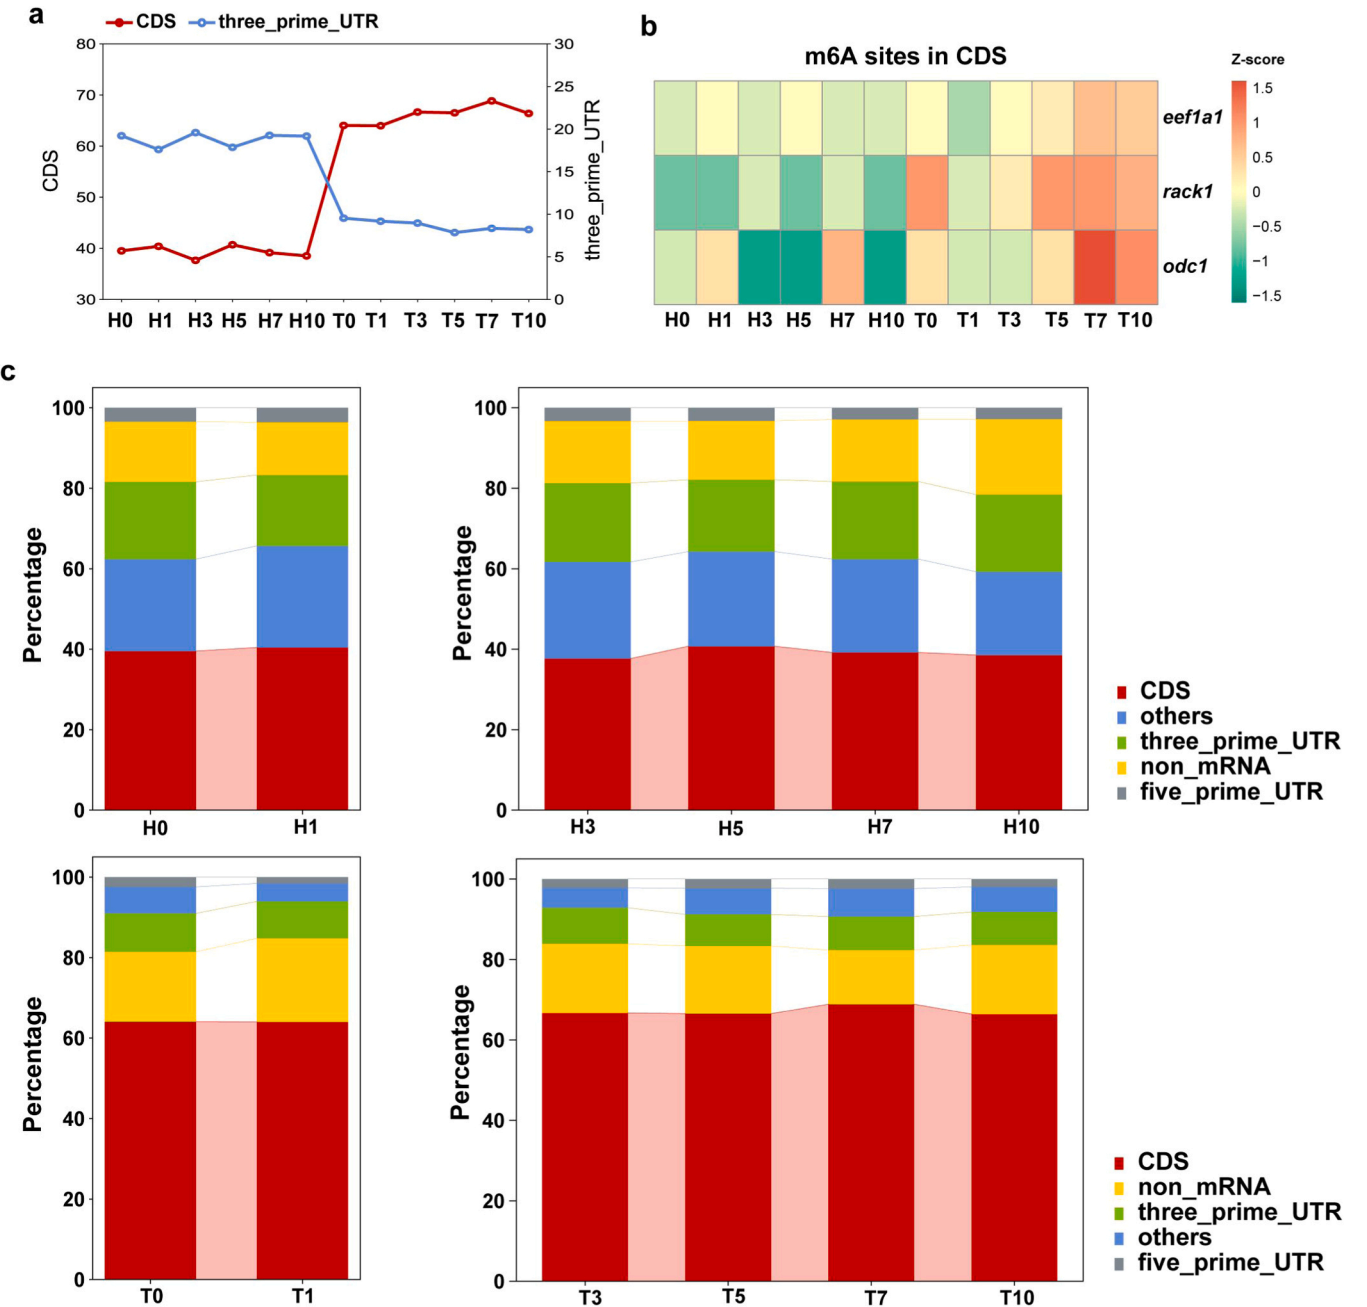 a
CDS three_prime_UTR
80
70
60
50
40
30
CDS
30
25
20
15
10
5
0
three_prime_UTR
H0 H1 H3 H5 H7 H10 T0 T1 T3 T5 T7 T10
b
m6A sites in CDS
eef1a1
rack1
odc1
H0 H1 H3 H5 H7 H10 T0 T1 T3 T5 T7 T10
Z-score
1.5
1
0.5
0
−0.5
−1
−1.5
c
Percentage
100
80
60
40
20
0
H0 H1
Percentage
100
80
60
40
20
0
H3 H5 H7 H10
CDS
others
three_prime_UTR
non_mRNA
five_prime_UTR
Percentage
100
80
60
40
20
0
T0 T1
Percentage
100
80
60
40
20
0
T3 T5 T7 T10
CDS
non_mRNA
three_prime_UTR
others
five_prime_UTR